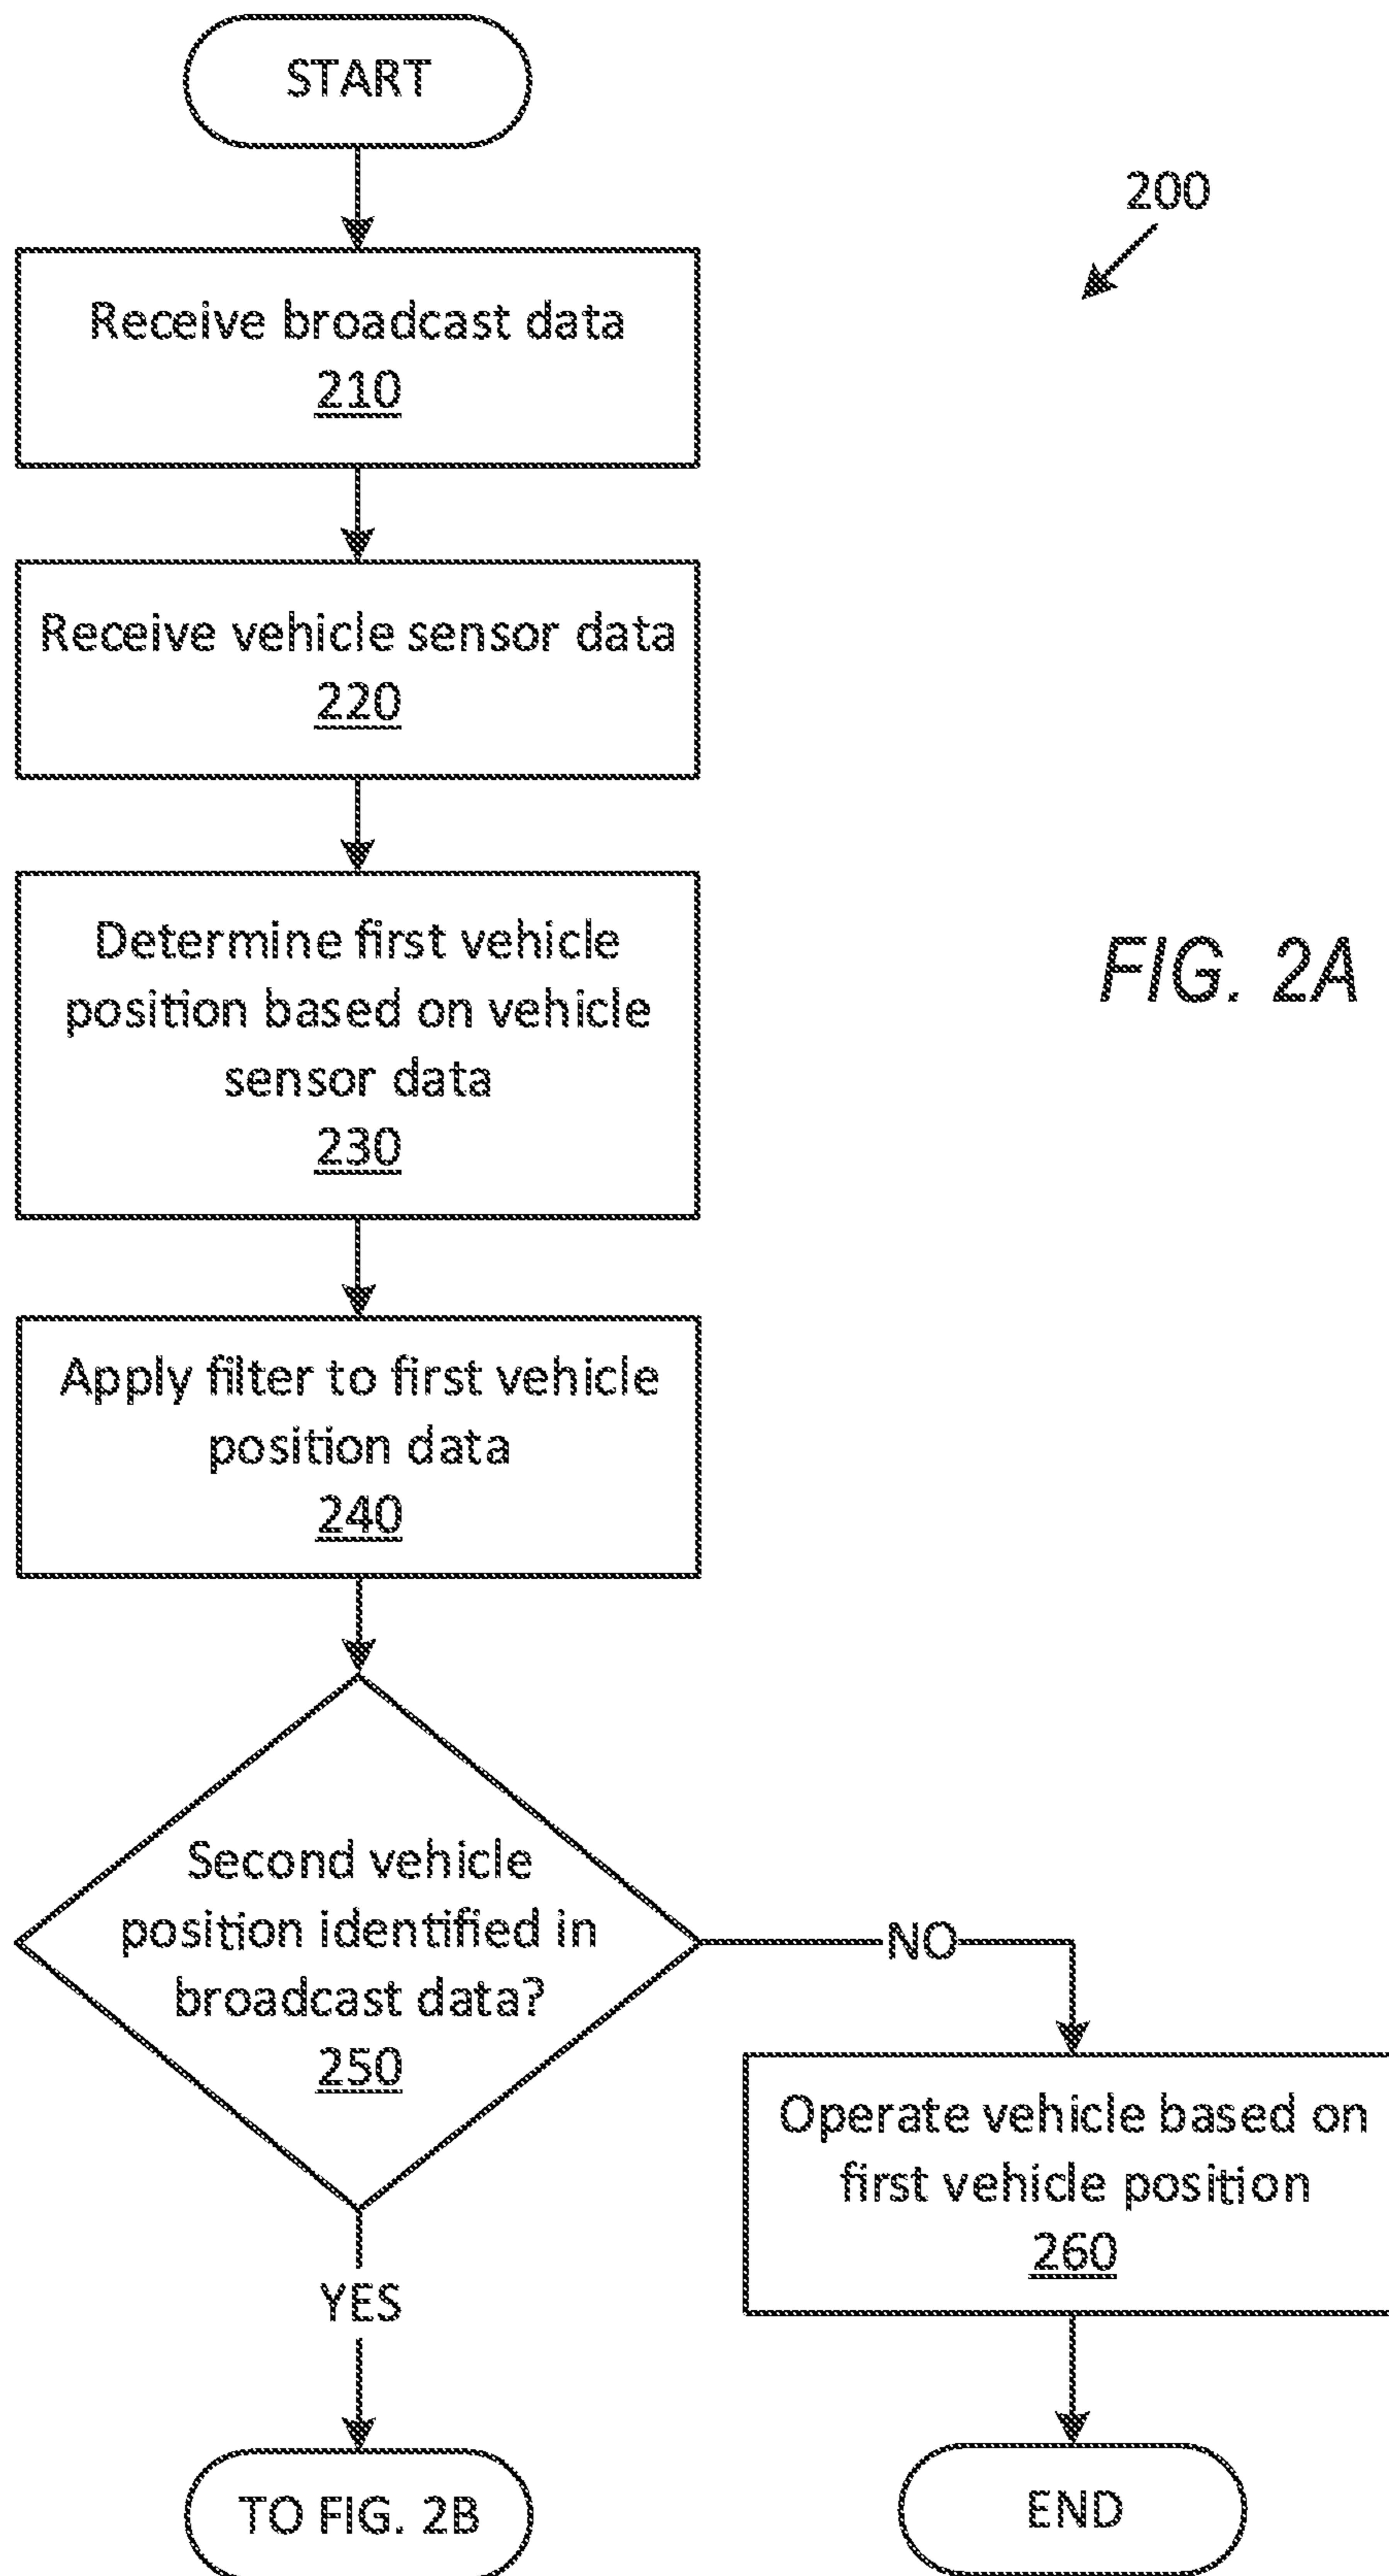 START
200
Receive broadcast data
210
Receive vehicle sensor data
220
Determine first vehicle
position based on vehicle
sensor data
230
FIG. 2A
Apply filter to first vehicle
position data
240
Second vehicle
position identified in
broadcast data?
250
NO
Operate vehicle based on
first vehicle position
260
YES
TO FIG. 2B
END